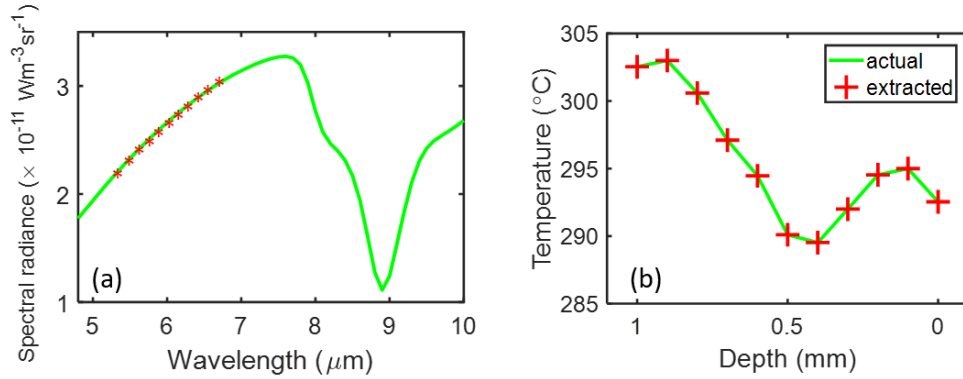 Spectral radiance (× 10⁻¹¹ Wm⁻³sr⁻¹)
3
2
1
(a)
5 6 7 8 9 10
Wavelength (μm)
Temperature (°C)
305
300
295
290
285
actual
extracted
(b)
1 0.5 0
Depth (mm)